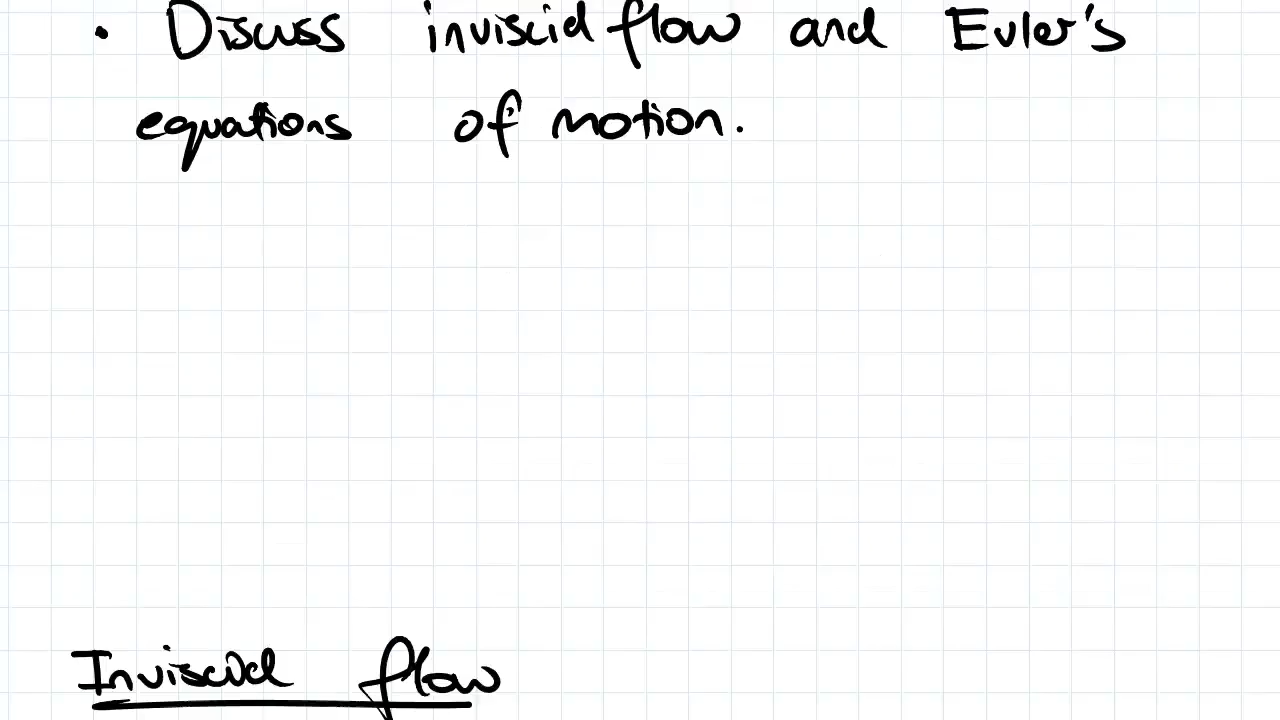 • Discuss inviscid flow and Euler's
equations of motion.
Inviscid flow